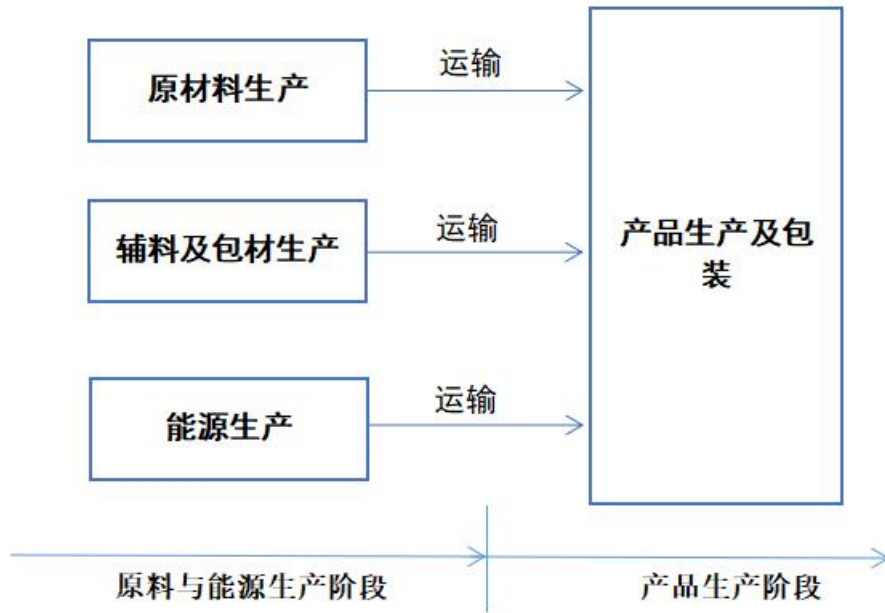 原材料生产
运输
辅料及包材生产
运输
产品生产及包
装
能源生产
运输
原料与能源生产阶段
产品生产阶段